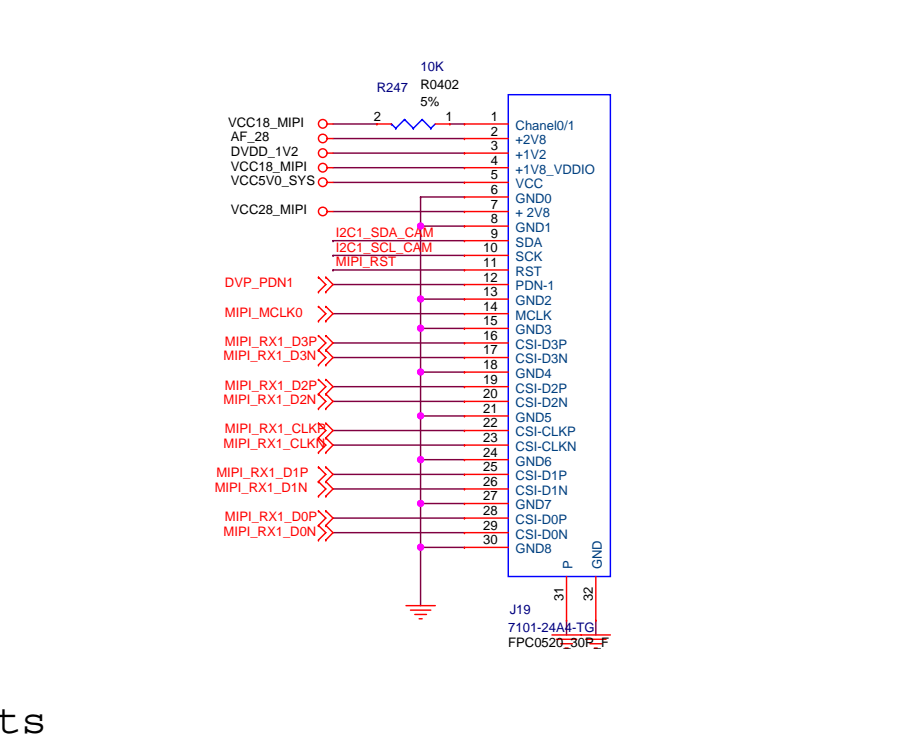 10K
R247 R0402
5%
VCC18_MIPI 2 1 1 Chanel0/1
AF_28 2 +2V8
DVDD_1V2 3 +1V2
VCC18_MIPI 4 +1V8_VDDIO
VCC5V0_SYS 5 VCC
6 GND0
VCC28_MIPI 7 + 2V8
8 GND1
I2C1_SDA_CAM 9 SDA
I2C1_SCL_CAM 10 SCK
MIPI_RST 11 RST
DVP_PDN1 12 PDN-1
13 GND2
MIPI_MCLK0 14 MCLK
15 GND3
MIPI_RX1_D3P 16 CSI-D3P
MIPI_RX1_D3N 17 CSI-D3N
18 GND4
MIPI_RX1_D2P 19 CSI-D2P
MIPI_RX1_D2N 20 CSI-D2N
21 GND5
MIPI_RX1_CLKP 22 CSI-CLKP
MIPI_RX1_CLKN 23 CSI-CLKN
24 GND6
MIPI_RX1_D1P 25 CSI-D1P
MIPI_RX1_D1N 26 CSI-D1N
27 GND7
MIPI_RX1_D0P 28 CSI-D0P
MIPI_RX1_D0N 29 CSI-D0N
30 GND8
P GND
31 32
J19
7101-24A4-TG
FPC0520_30P_F
ts